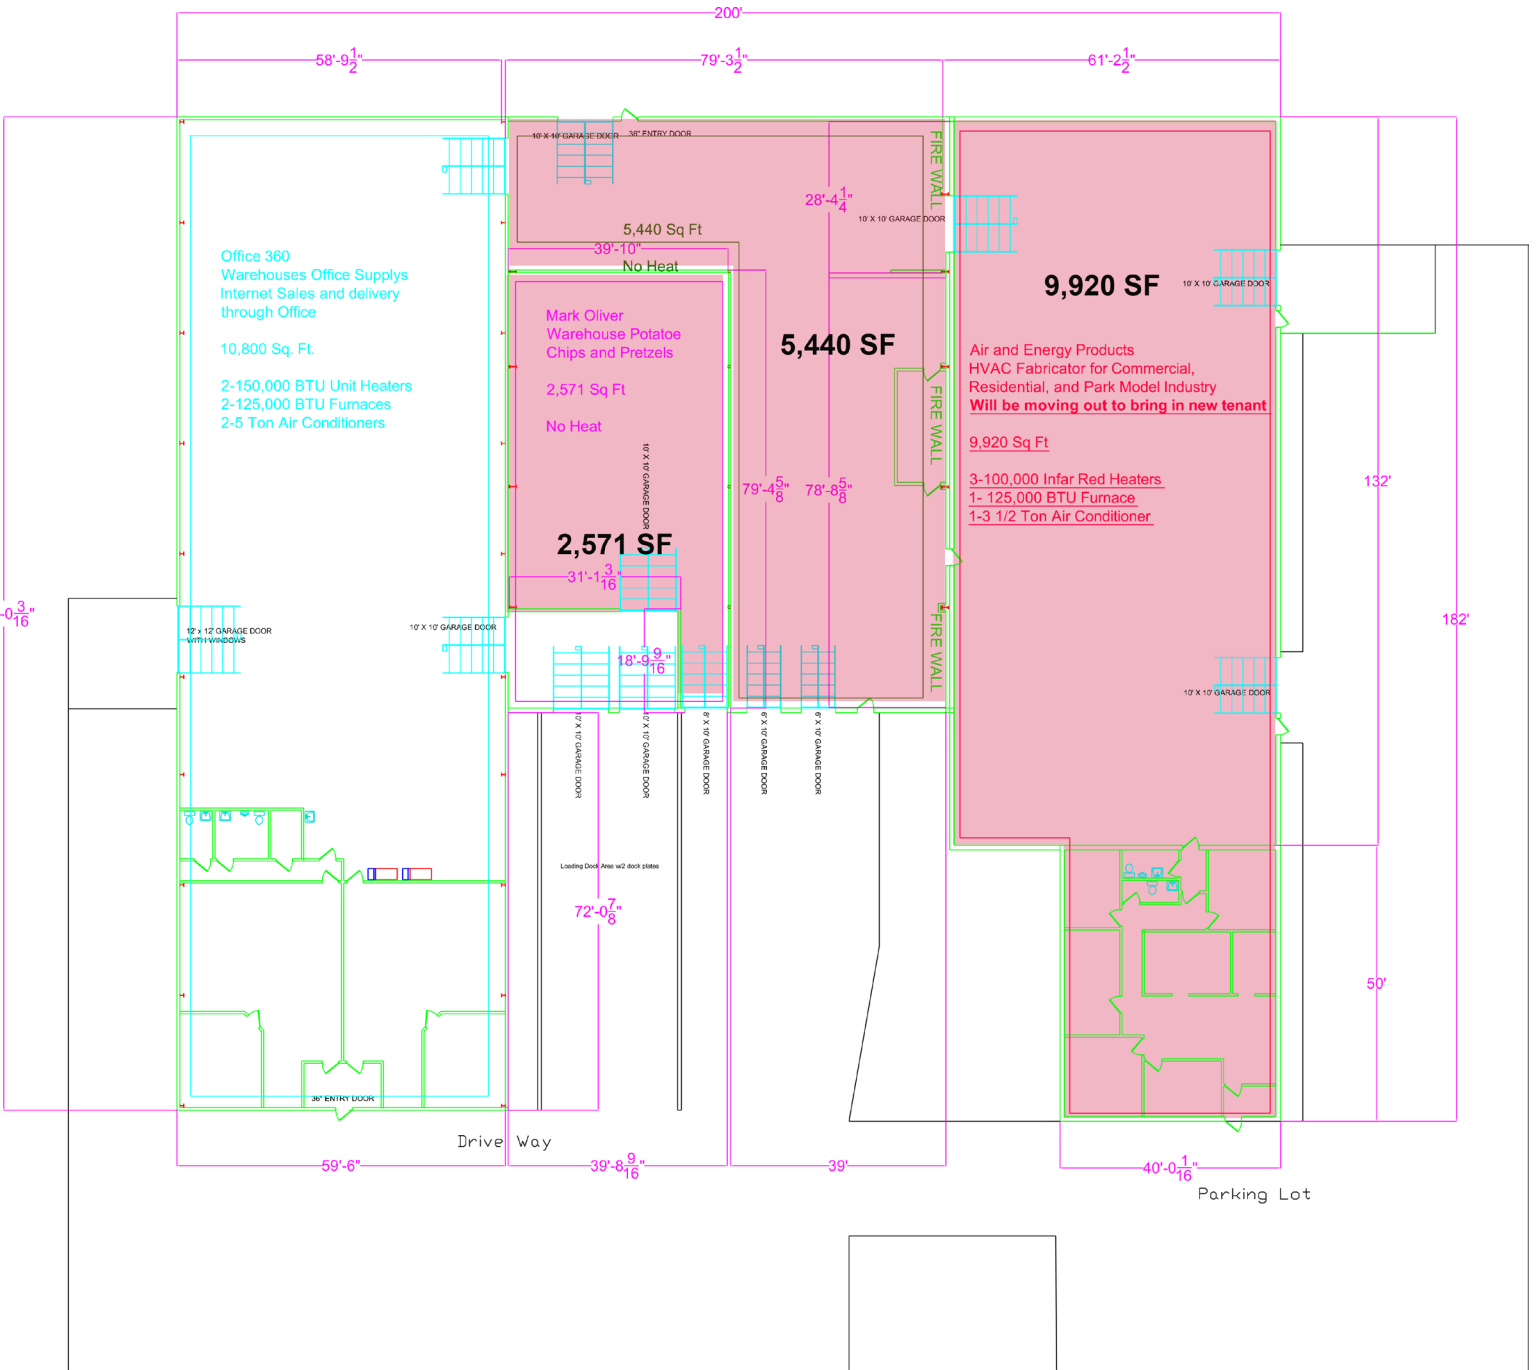 200'
58'-9 1/2"
79'-3 1/2"
61'-2 1/2"
10' X 10' GARAGE DOOR
36" ENTRY DOOR
FIRE WALL
28'-4 1/4"
10' X 10' GARAGE DOOR
5,440 Sq Ft
39'-10"
No Heat
Office 360
Warehouses Office Supplys
Internet Sales and delivery
through Office
10,800 Sq. Ft.
2-150,000 BTU Unit Heaters
2-125,000 BTU Furnaces
2-5 Ton Air Conditioners
Mark Oliver
Warehouse Potatoe
Chips and Pretzels
2,571 Sq Ft
No Heat
10' X 10' GARAGE DOOR
2,571 SF
31'-1 3/16"
5,440 SF
FIRE WALL
79'-4 5/8"
78'-8 5/8"
FIRE WALL
9,920 SF
10' X 10' GARAGE DOOR
Air and Energy Products
HVAC Fabricator for Commercial,
Residential, and Park Model Industry
Will be moving out to bring in new tenant
9,920 Sq Ft
3-100,000 Infar Red Heaters
1- 125,000 BTU Furnace
1-3 1/2 Ton Air Conditioner
132'
182'
-0 3/16"
12' x 12' GARAGE DOOR
WITH WINDOWS
10' X 10' GARAGE DOOR
18'-9 9/16"
10' X 10' GARAGE DOOR
10' X 10' GARAGE DOOR
10' X 10' GARAGE DOOR
8' X 10' GARAGE DOOR
6' X 10' GARAGE DOOR
6' X 10' GARAGE DOOR
Loading Dock Area w/2 dock plates
72'-0 7/8"
50'
36" ENTRY DOOR
Drive Way
59'-6"
39'-8 9/16"
39'
40'-0 1/16"
Parking Lot